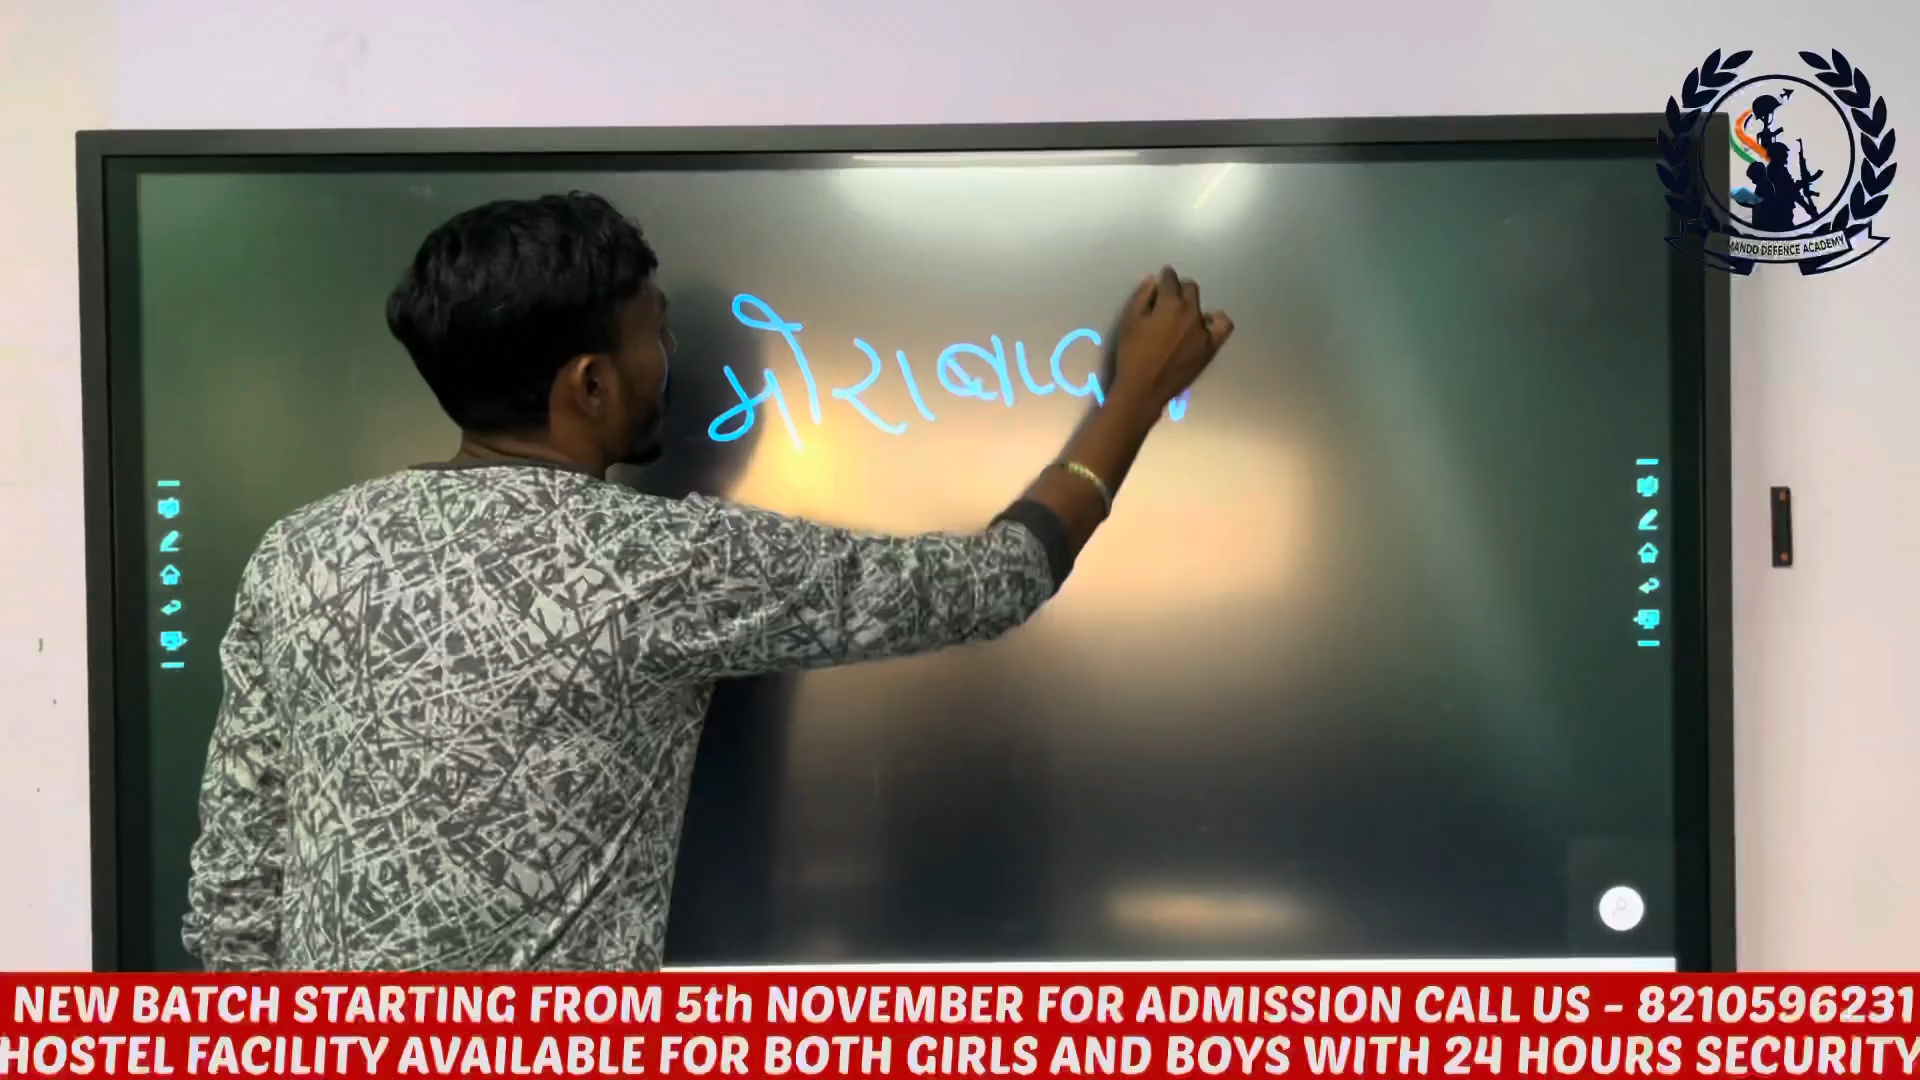 MANDO DEFENCE ACADEMY
NEW BATCH STARTING FROM 5th NOVEMBER FOR ADMISSION CALL US - 8210596231
HOSTEL FACILITY AVAILABLE FOR BOTH GIRLS AND BOYS WITH 24 HOURS SECURITY